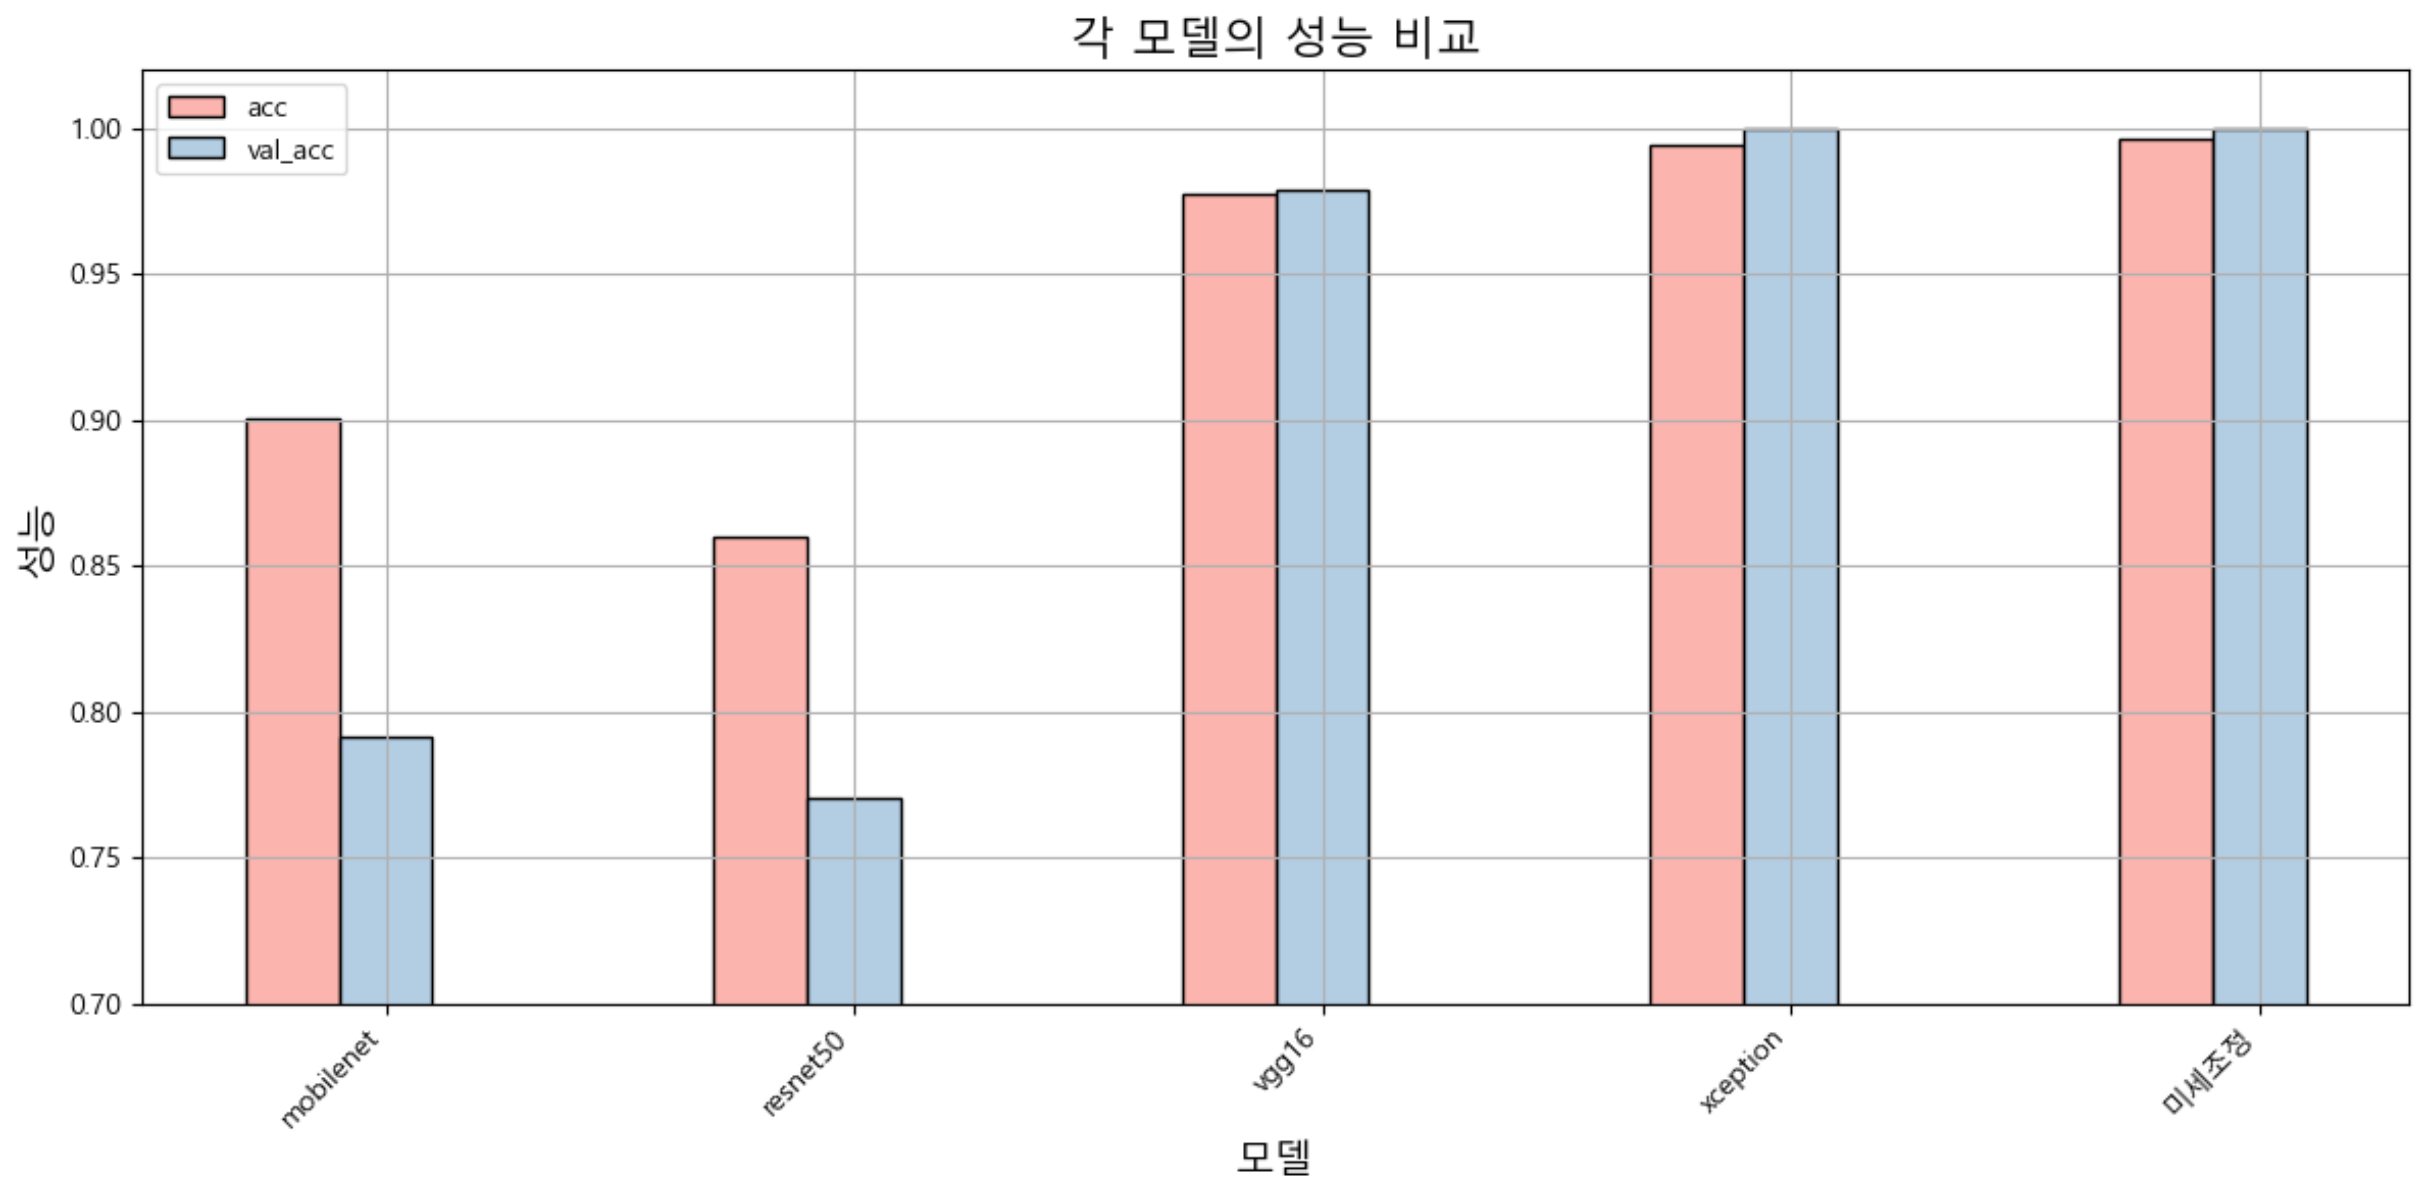 각 모델의 성능 비교
acc
val_acc
1.00
0.95
0.90
0.85
0.80
0.75
0.70
성능
mobilenet
resnet50
vgg16
xception
미세조정
모델